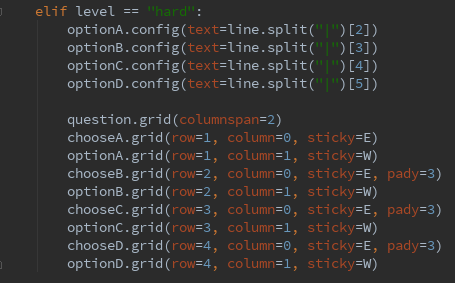 elif level == "hard":
optionA.config(text=line.split("|")[2])
optionB.config(text=line.split("|")[3])
optionC.config(text=line.split("|")[4])
optionD.config(text=line.split("|")[5])
question.grid(columnspan=2)
chooseA.grid(row=1, column=0, sticky=E)
optionA.grid(row=1, column=1, sticky=W)
chooseB.grid(row=2, column=0, sticky=E, pady=3)
optionB.grid(row=2, column=1, sticky=W)
chooseC.grid(row=3, column=0, sticky=E, pady=3)
optionC.grid(row=3, column=1, sticky=W)
chooseD.grid(row=4, column=0, sticky=E, pady=3)
optionD.grid(row=4, column=1, sticky=W)